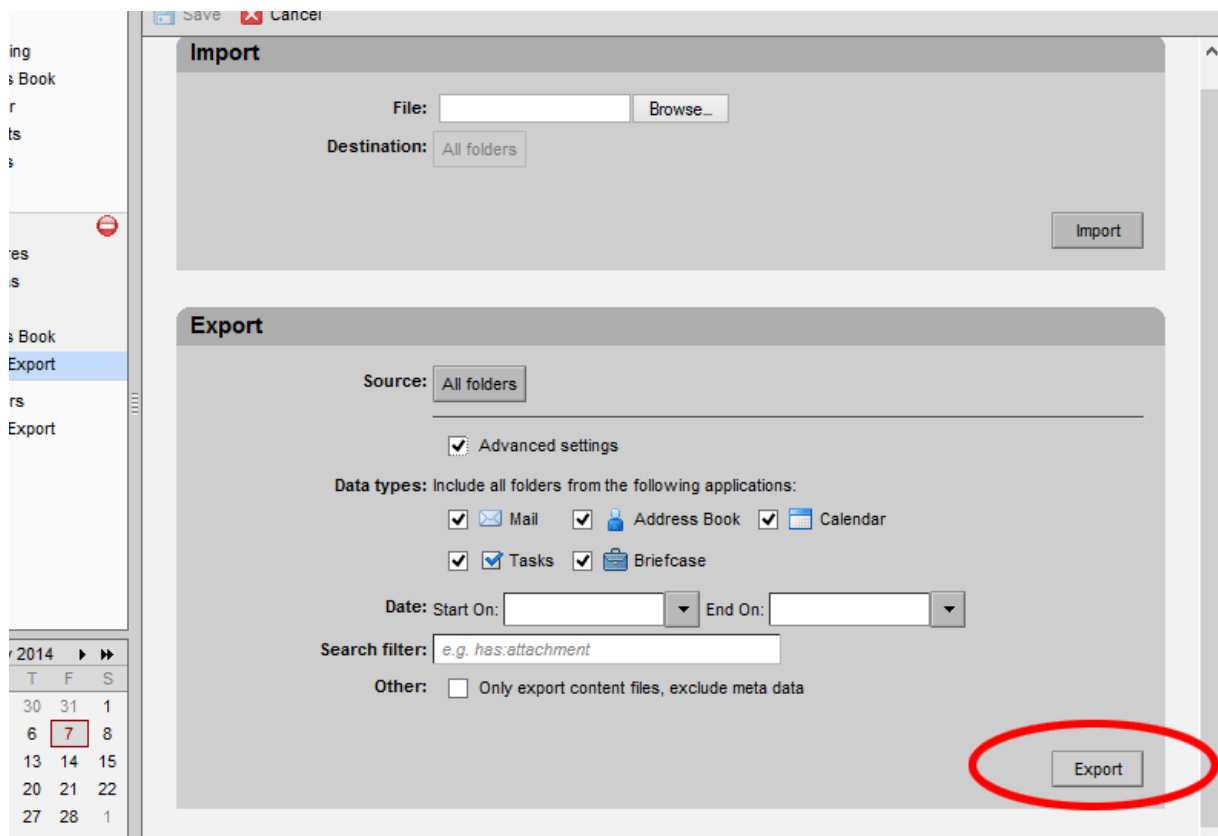 Save Cancel
Import
File: Browse...
Destination: All folders
Import
Export
Source: All folders
Advanced settings
Data types: Include all folders from the following applications:
Mail Address Book Calendar
Tasks Briefcase
Date: Start On: End On:
Search filter: e.g. has:attachment
Other: Only export content files, exclude meta data
Export
ing
s Book
r
ts
s
res
s
s Book
Export
rs
Export
2014
T F S
30 31 1
6 7 8
13 14 15
20 21 22
27 28 1